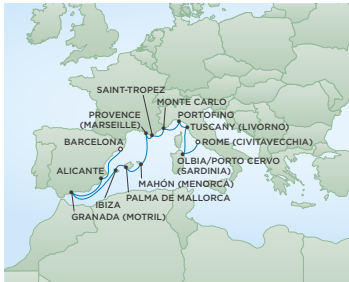 SAINT-TROPEZ
MONTE CARLO
PROVENCE
(MARSEILLE)
PORTOFINO
TUSCANY (LIVORNO)
BARCELONA
ROME (CIVITAVECCHIA)
ALICANTE
OLBIA/PORTO CERVO
(SARDINIA)
MAHÓN (MENORCA)
PALMA DE MALLORCA
IBIZA
GRANADA (MOTRIL)